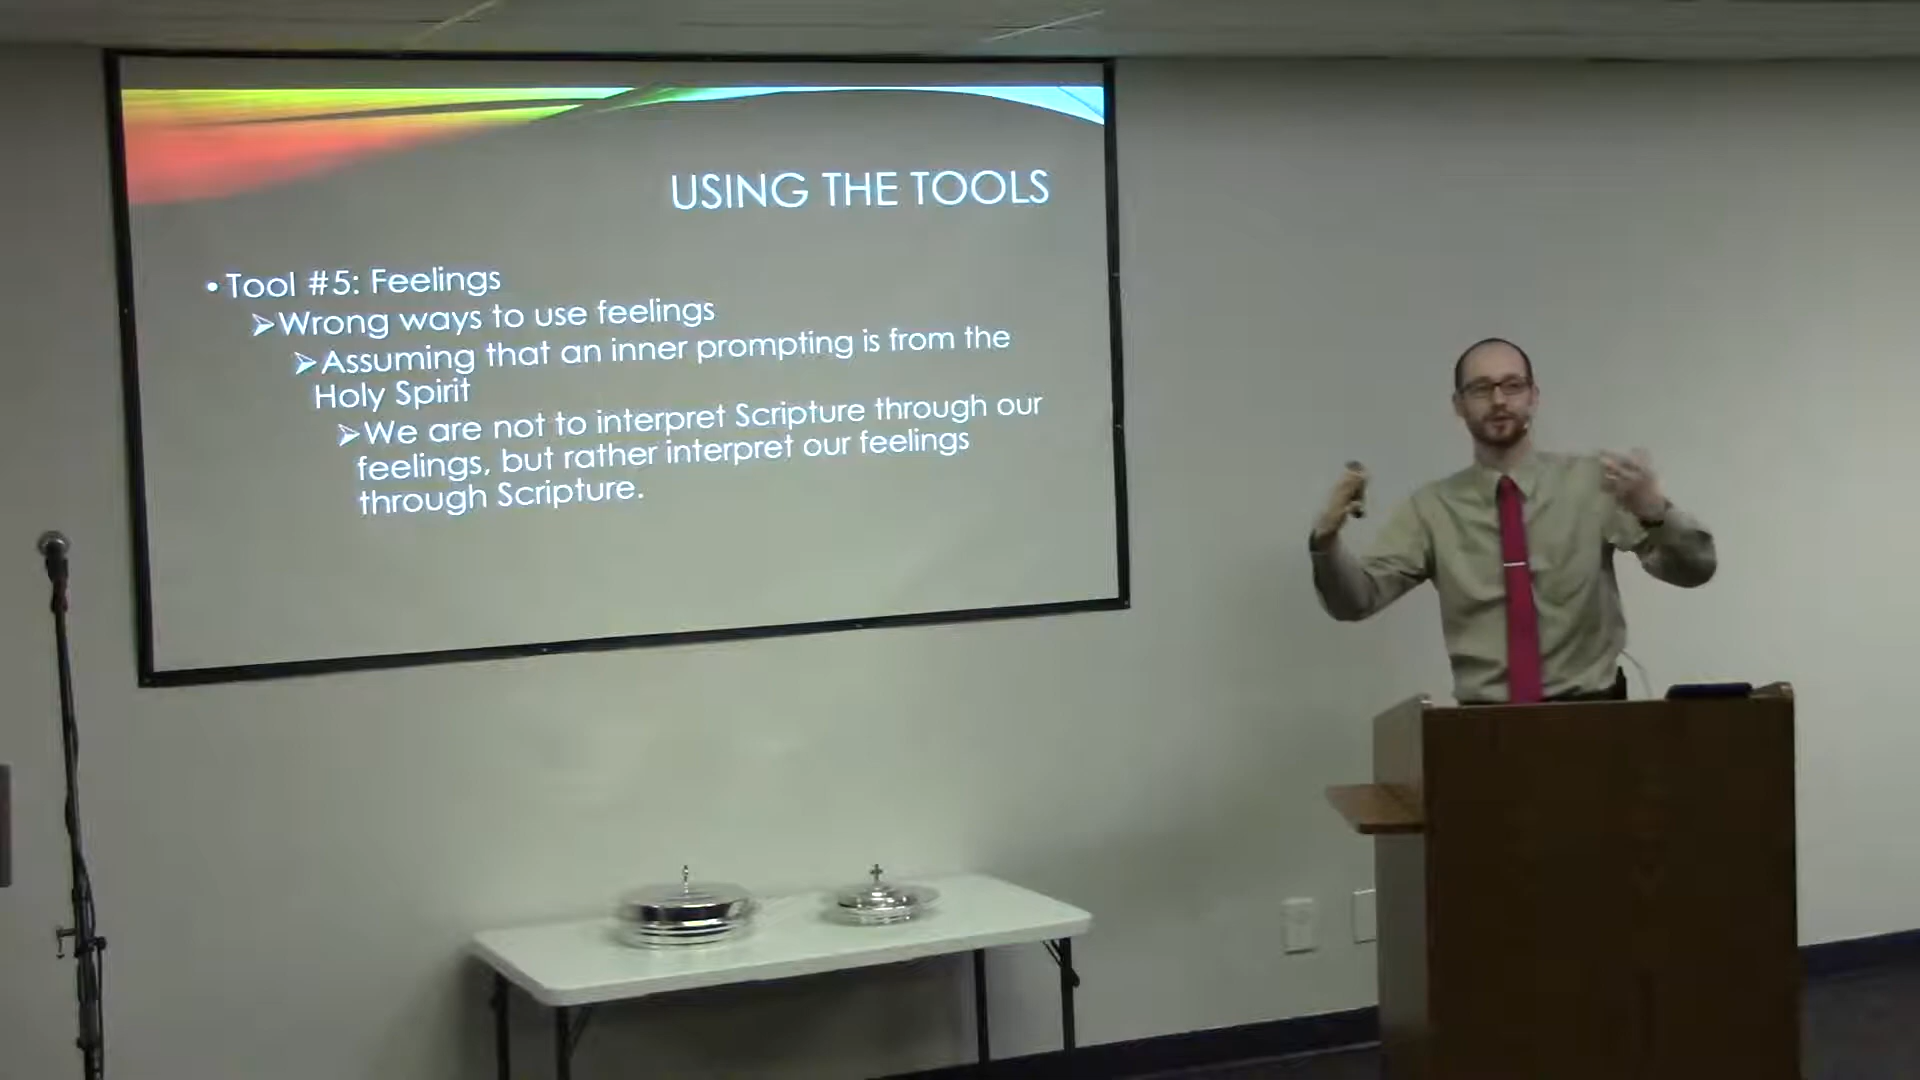 USING THE TOOLS
• Tool #5: Feelings
➢Wrong ways to use feelings
➢Assuming that an inner prompting is from the
Holy Spirit
➢We are not to interpret Scripture through our
feelings, but rather interpret our feelings
through Scripture.